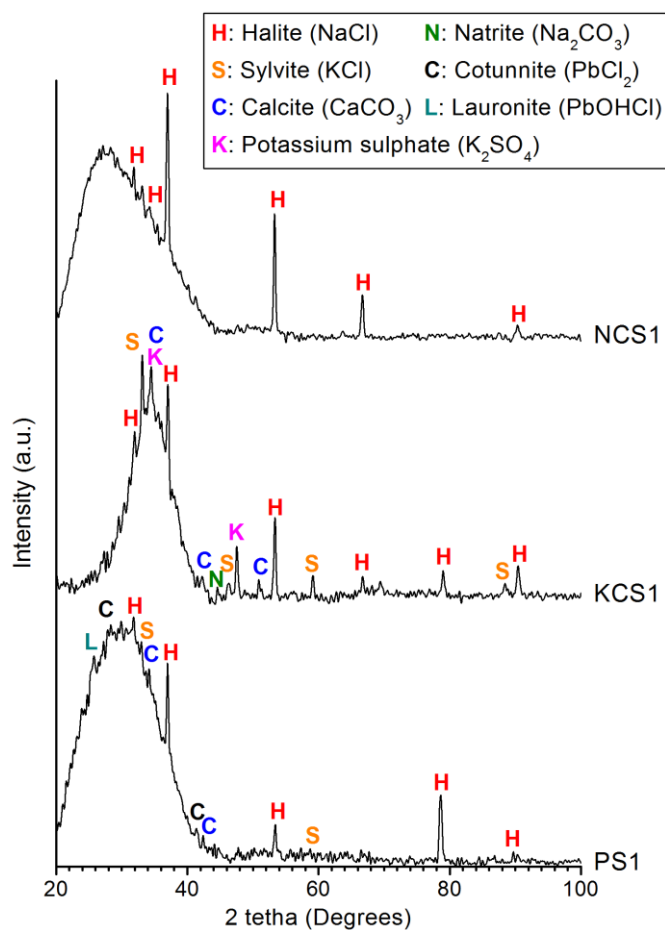 H: Halite (NaCl) N: Natrite (Na₂CO₃)
S: Sylvite (KCl) C: Cotunnite (PbCl₂)
C: Calcite (CaCO₃) L: Lauronite (PbOHCl)
K: Potassium sulphate (K₂SO₄)
H
H
H
H
H
H
NCS1
C
S K H
H
K H
C S C S H H S H
N
KCS1
C H
S
L C H
H
C C H S H
PS1
Intensity (a.u.)
20 40 60 80 100
2 tetha (Degrees)